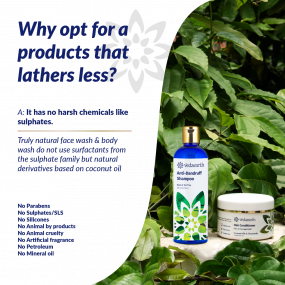 Why opt for a
products that
lathers less?
A: It has no harsh chemicals like
sulphates.
Truly natural face wash & body
wash do not use surfactants from
the sulphate family but natural
derivatives based on coconut oil
No Parabens
No Sulphates/SLS
No Silicones
No Animal by products
No Animal cruelty
No Artificial fragrance
No Petroleum
No Mineral oil
Vedaearth
Anti-Dandruff
Shampoo
Vedaearth
Hair Conditioner